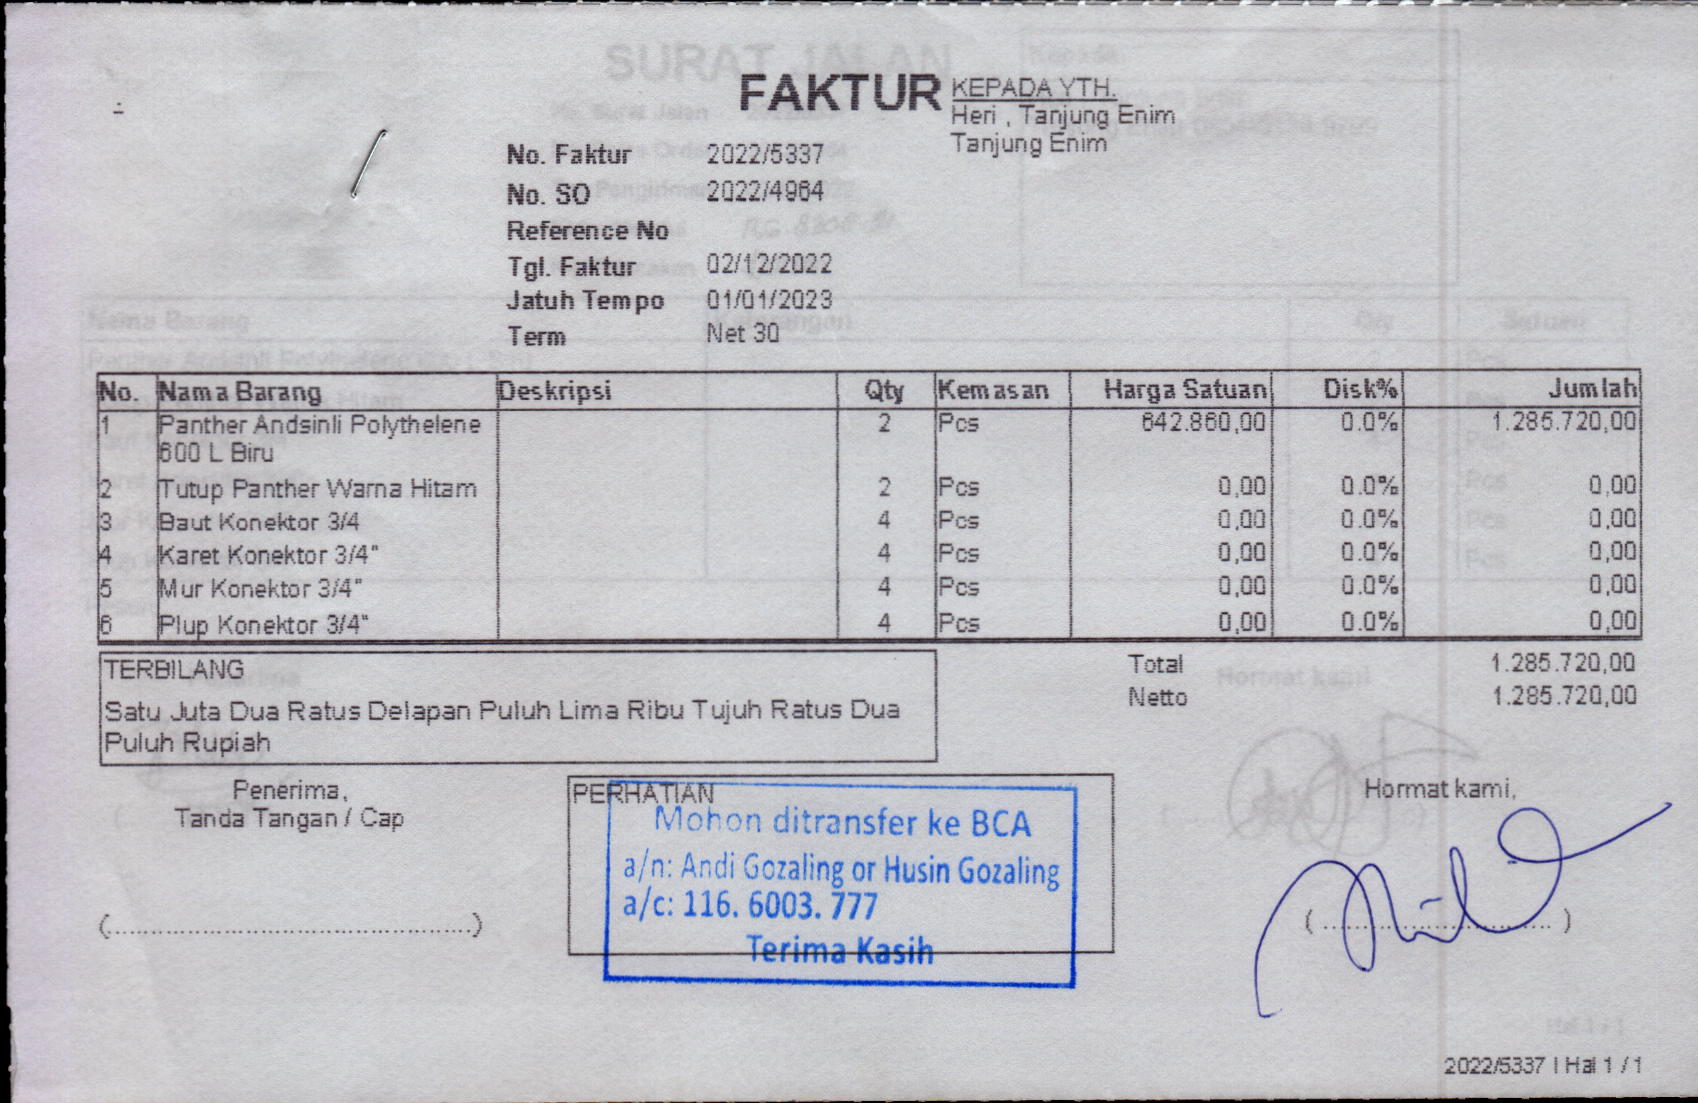 FAKTUR
KEPADA YTH.
Heri , Tanjung Enim
Tanjung Enim
No. Faktur 2022/5337
No. SO 2022/4964
Reference No
Tgl. Faktur 02/12/2022
Jatuh Tempo 01/01/2023
Term Net 30
No. Nama Barang Deskripsi Qty Kemasan Harga Satuan Disk% Jumlah
1 Panther Andsinli Polythelene 2 Pcs 642.860,00 0.0% 1.285.720,00
600 L Biru
2 Tutup Panther Warna Hitam 2 Pcs 0,00 0.0% 0,00
3 Baut Konektor 3/4 4 Pcs 0,00 0.0% 0,00
4 Karet Konektor 3/4" 4 Pcs 0,00 0.0% 0,00
5 Mur Konektor 3/4" 4 Pcs 0,00 0.0% 0,00
6 Plup Konektor 3/4" 4 Pcs 0,00 0.0% 0,00
TERBILANG
Satu Juta Dua Ratus Delapan Puluh Lima Ribu Tujuh Ratus Dua
Puluh Rupiah
Total 1.285.720,00
Netto 1.285.720,00
Penerima,
Tanda Tangan / Cap
(................................................)
PERHATIAN
Mohon ditransfer ke BCA
a/n: Andi Gozaling or Husin Gozaling
a/c: 116. 6003. 777
Terima Kasih
Hormat kami,
( .............................. )
2022/5337 | Hal 1 / 1
SURAT JALAN